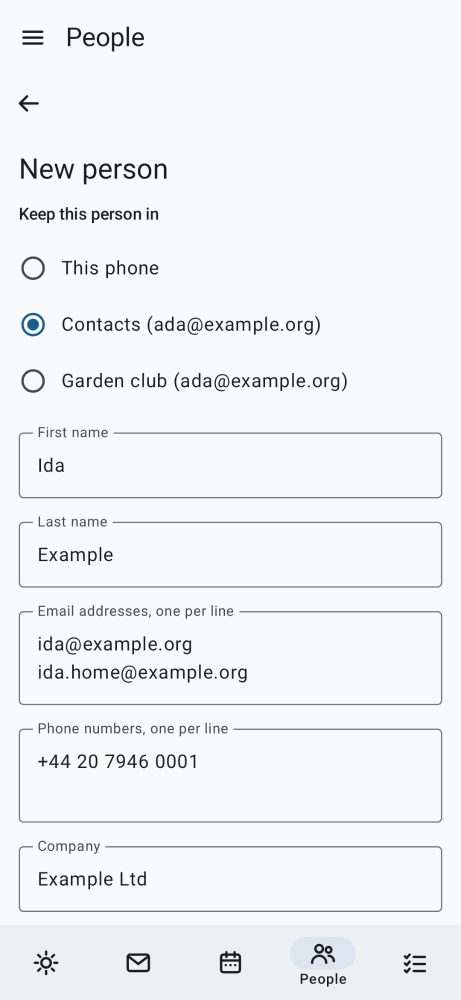 People
New person
Keep this person in
This phone
Contacts (ada@example.org)
Garden club (ada@example.org)
First name
Ida
Last name
Example
Email addresses, one per line
ida@example.org
ida.home@example.org
Phone numbers, one per line
+44 20 7946 0001
Company
Example Ltd
People